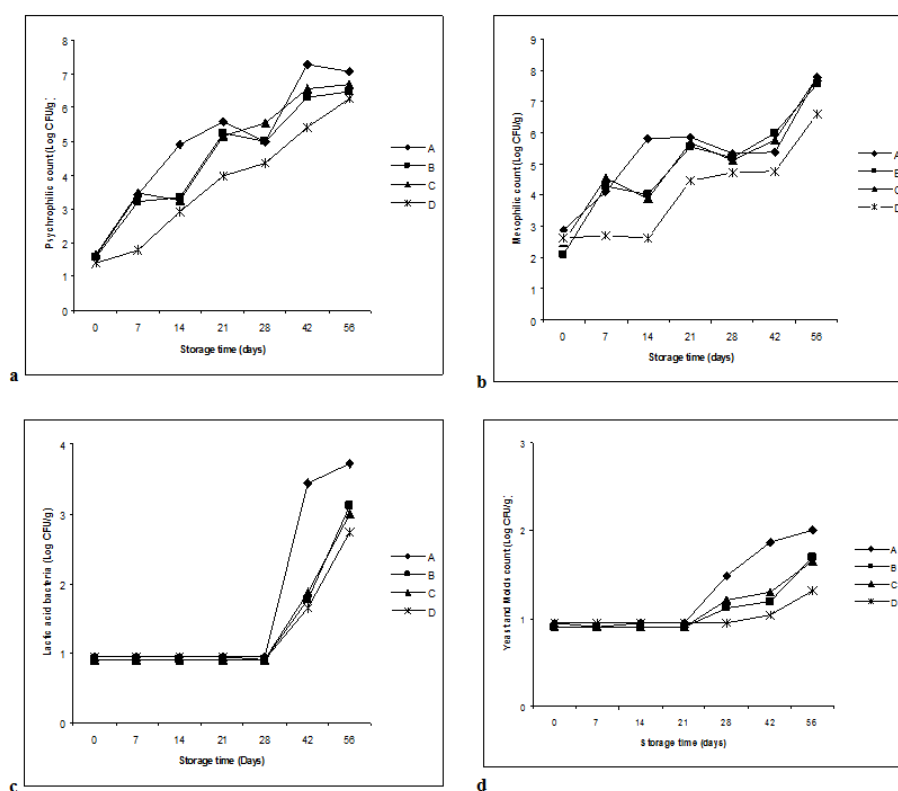 8
7
6
5
4
3
2
1
0
Psychrophilic count (Log CFU/g)
0 7 14 21 28 42 56
Storage time (days)
A
B
C
D
a
9
8
7
6
5
4
3
2
1
0
Mesophilic count (Log CFU/g)
0 7 14 21 28 42 56
Storage time (days)
A
B
C
D
b
4
3
2
1
0
Lactic acid bacteria (Log CFU/g)
0 7 14 21 28 42 56
Storage time (Days)
A
B
C
D
c
3
2
1
0
Yeast and Molds count (Log CFU/g)
0 7 14 21 28 42 56
Storage time (days)
A
B
C
D
d